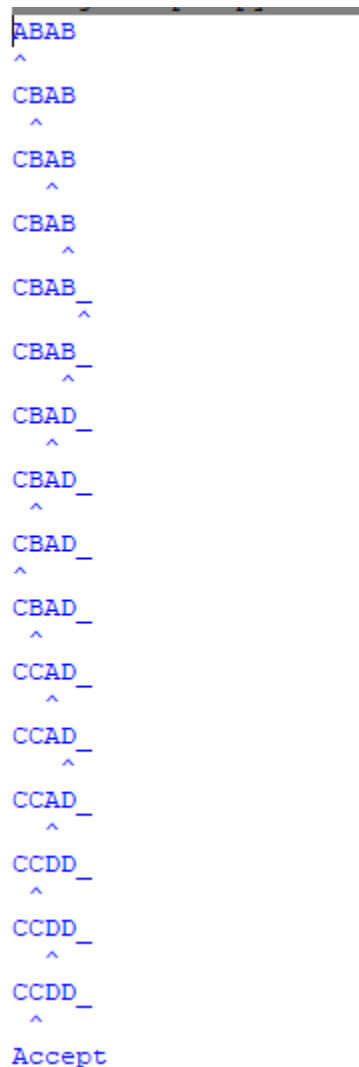 ABAB
^
CBAB
  ^
CBAB
    ^
CBAB
      ^
CBAB_
        ^
CBAB_
      ^
CBAD_
    ^
CBAD_
  ^
CBAD_
^
CBAD_
  ^
CCAD_
    ^
CCAD_
      ^
CCAD_
    ^
CCDD_
  ^
CCDD_
    ^
CCDD_
  ^
Accept